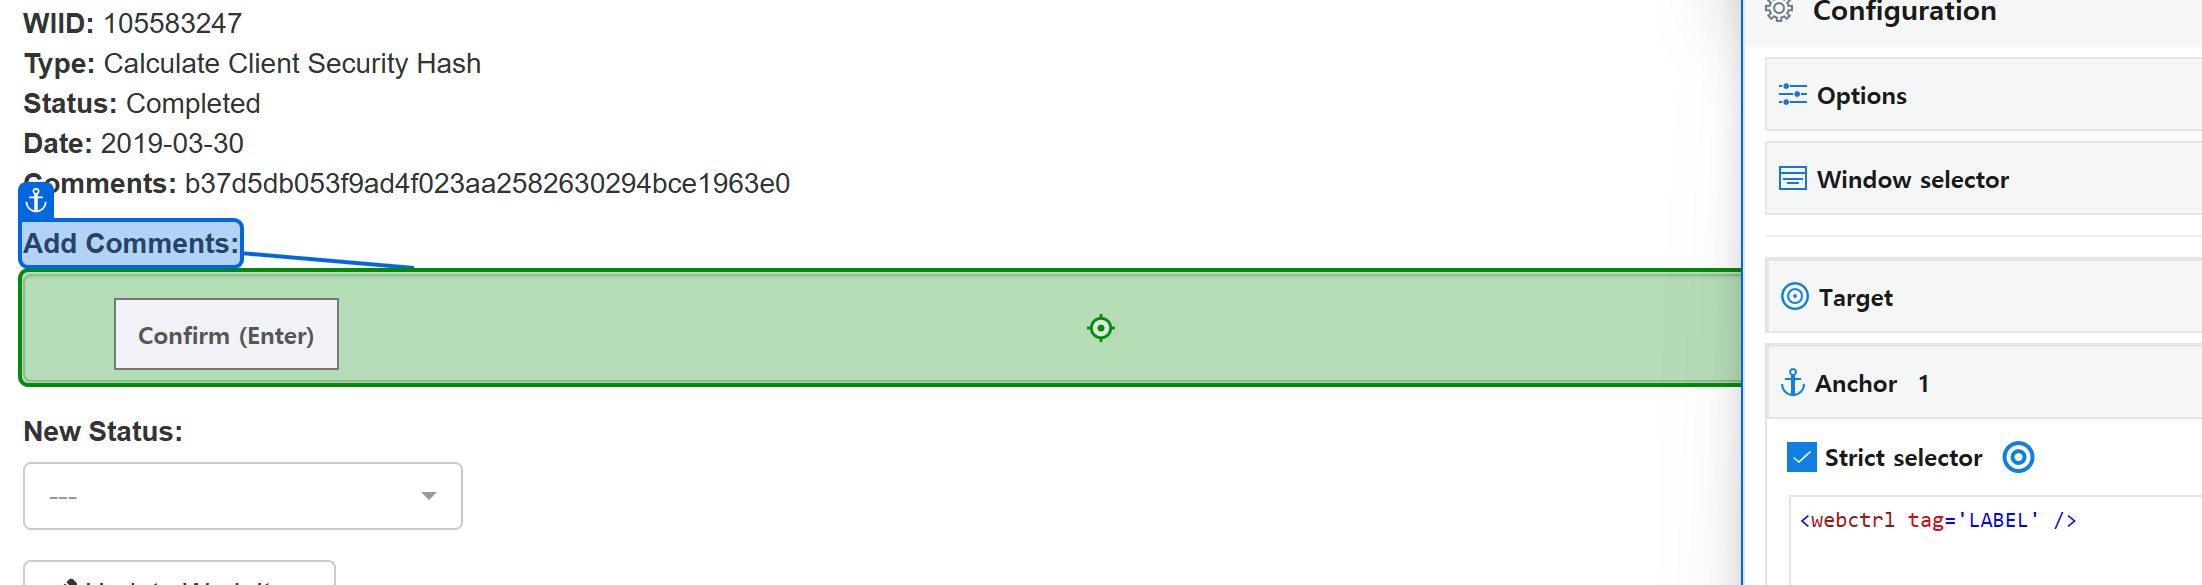 WIID: 105583247
Type: Calculate Client Security Hash
Status: Completed
Date: 2019-03-30
Comments: b37d5db053f9ad4f023aa2582630294bce1963e0
Add Comments:
Confirm (Enter)
New Status:
---
Configuration
Options
Window selector
Target
Anchor 1
Strict selector
<webctrl tag='LABEL' />